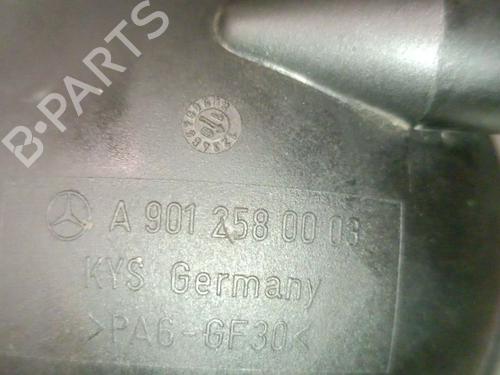 B-PARTS
A 901 258 00 03
KYS Germany
>PA6-GF30<